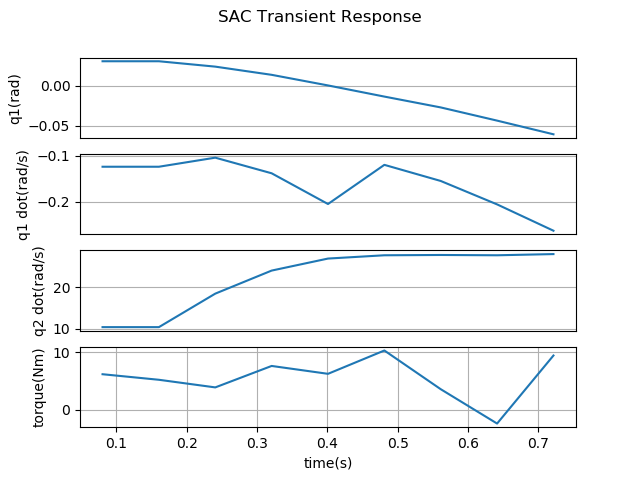 SAC Transient Response
q1(rad)
0.00
−0.05
q1 dot(rad/s)
−0.1
−0.2
q2 dot(rad/s)
20
10
torque(Nm)
10
0
0.1 0.2 0.3 0.4 0.5 0.6 0.7
time(s)